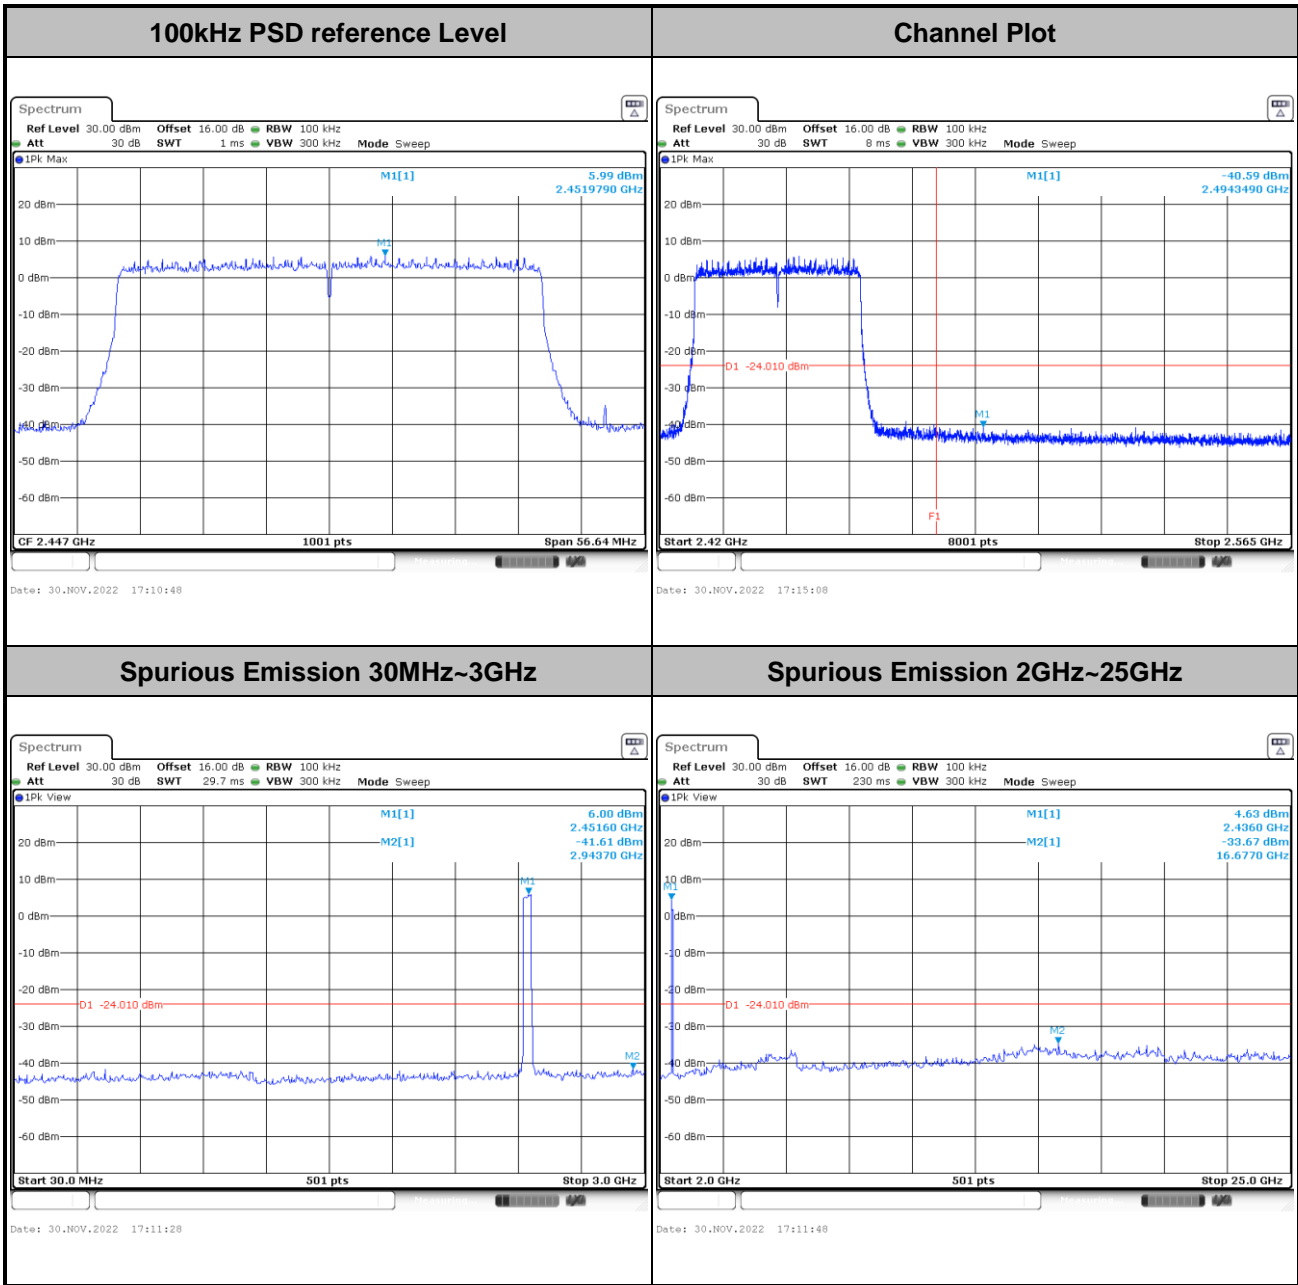 100kHz PSD reference Level
Channel Plot
Spectrum
Ref Level 30.00 dBm Offset 16.00 dB RBW 100 kHz
Att 30 dB SWT 1 ms VBW 300 kHz Mode Sweep
1Pk Max
M1[1] 5.99 dBm
2.4519790 GHz
20 dBm
M1
10 dBm
0 dBm
-10 dBm
-20 dBm
-30 dBm
-40 dBm
-50 dBm
-60 dBm
CF 2.447 GHz 1001 pts Span 56.64 MHz
Measuring...
Date: 30.NOV.2022 17:10:48
Spectrum
Ref Level 30.00 dBm Offset 16.00 dB RBW 100 kHz
Att 30 dB SWT 8 ms VBW 300 kHz Mode Sweep
1Pk Max
M1[1] -40.59 dBm
2.4943490 GHz
20 dBm
10 dBm
0 dBm
-10 dBm
-20 dBm
D1 -24.010 dBm
-30 dBm
M1
-40 dBm
-50 dBm
-60 dBm
F1
Start 2.42 GHz 8001 pts Stop 2.565 GHz
Measuring...
Date: 30.NOV.2022 17:15:08
Spurious Emission 30MHz~3GHz
Spurious Emission 2GHz~25GHz
Spectrum
Ref Level 30.00 dBm Offset 16.00 dB RBW 100 kHz
Att 30 dB SWT 29.7 ms VBW 300 kHz Mode Sweep
1Pk View
M1[1] 6.00 dBm
2.45160 GHz
M2[1] -41.61 dBm
2.94370 GHz
20 dBm
10 dBm
M1
0 dBm
-10 dBm
-20 dBm
D1 -24.010 dBm
-30 dBm
M2
-40 dBm
-50 dBm
-60 dBm
Start 30.0 MHz 501 pts Stop 3.0 GHz
Measuring...
Date: 30.NOV.2022 17:11:28
Spectrum
Ref Level 30.00 dBm Offset 16.00 dB RBW 100 kHz
Att 30 dB SWT 230 ms VBW 300 kHz Mode Sweep
1Pk View
M1[1] 4.63 dBm
2.4360 GHz
M2[1] -33.67 dBm
16.6770 GHz
20 dBm
10 dBm
M1
0 dBm
-10 dBm
-20 dBm
D1 -24.010 dBm
-30 dBm
M2
-40 dBm
-50 dBm
-60 dBm
Start 2.0 GHz 501 pts Stop 25.0 GHz
Measuring...
Date: 30.NOV.2022 17:11:48